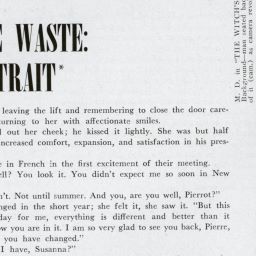 E WASTE:
TRAIT*
leaving the lift and remembering to close the door care-
urning to her with affectionate smiles.
l out her cheek; he kissed it lightly. She was but half
ncreased comfort, expansion, and satisfaction in his pres-
e in French in the first excitement of their meeting.
ell? You look it. You didn't expect me so soon in New
n't. Not until summer. And you, are you well, Pierrot?"
nged in the short year; she felt it, she saw it. "But this
day for me, everything is different and better than it
w you are in it. I am so very glad to see you back, Pierre,
you have changed."
I have, Susanna?"
M. D. in "THE WITCH'S
Background—man seated bac
of it (cam.) as camera revo